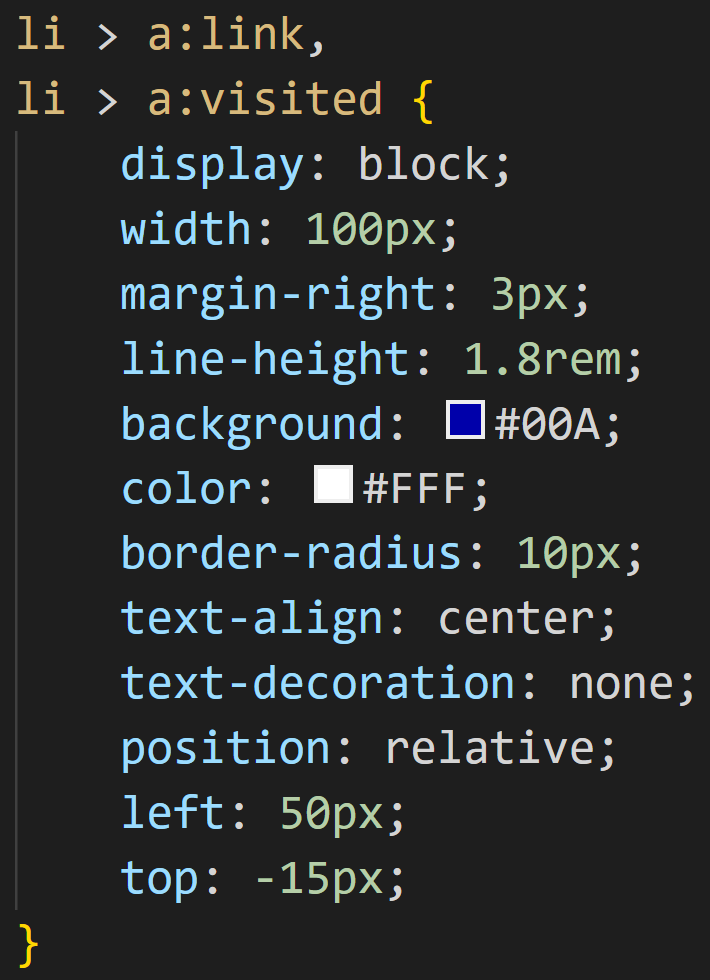 li > a:link,
li > a:visited {
display: block;
width: 100px;
margin-right: 3px;
line-height: 1.8rem;
background: #00A;
color: #FFF;
border-radius: 10px;
text-align: center;
text-decoration: none;
position: relative;
left: 50px;
top: -15px;
}